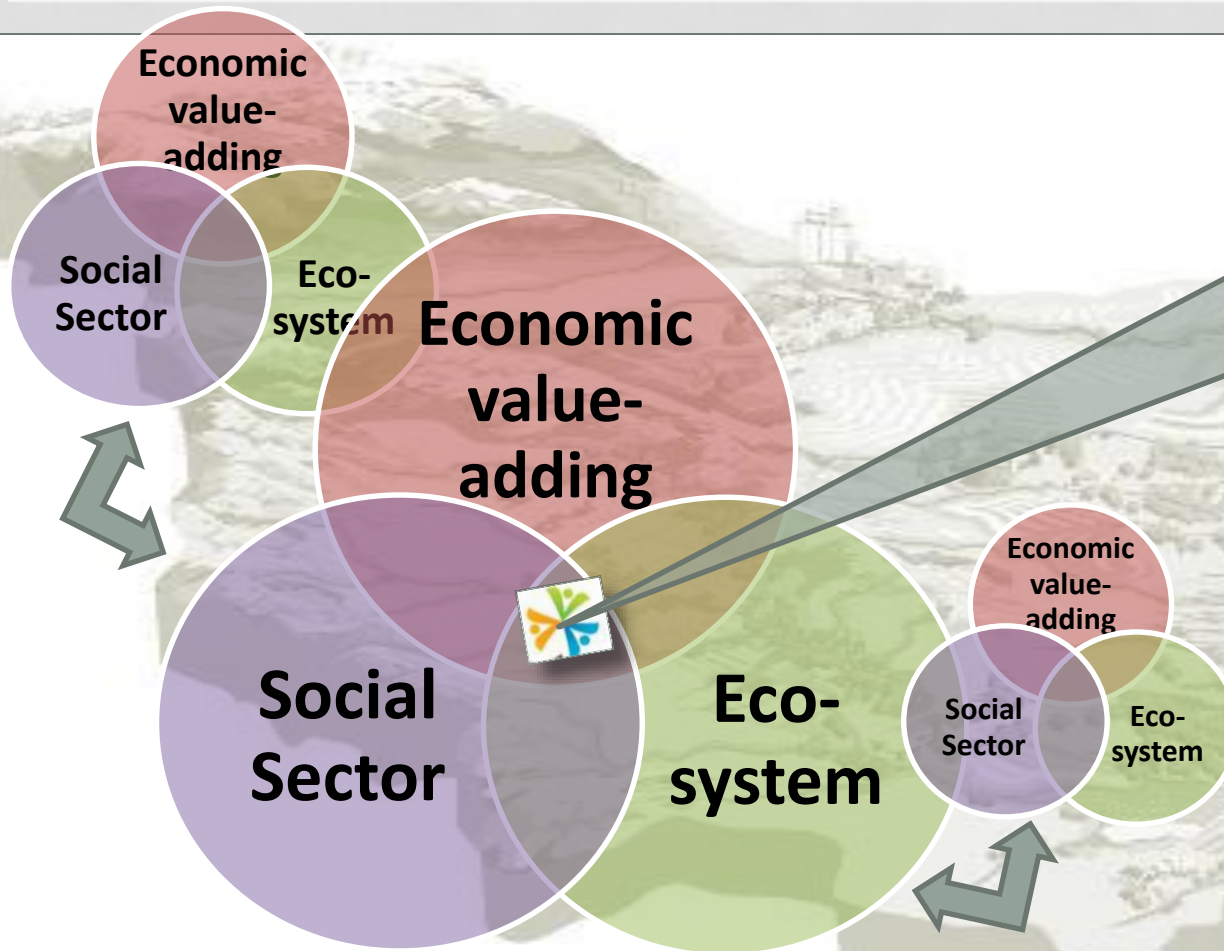 Economic
value-
adding
Social
Sector
Eco-
system
Economic
value-
adding
Social
Sector
Eco-
system
Economic
value-
adding
Social
Sector
Eco-
system